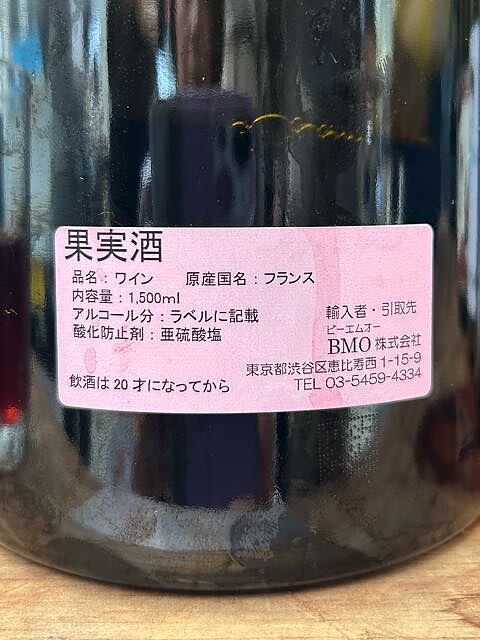 果実酒
品名：ワイン　原産国名：フランス
内容量：1,500ml
アルコール分：ラベルに記載
酸化防止剤：亜硫酸塩
飲酒は20才になってから
輸入者・引取先
ビーエムオー
BMO 株式会社
東京都渋谷区恵比寿西1-15-9
TEL 03-5459-4334